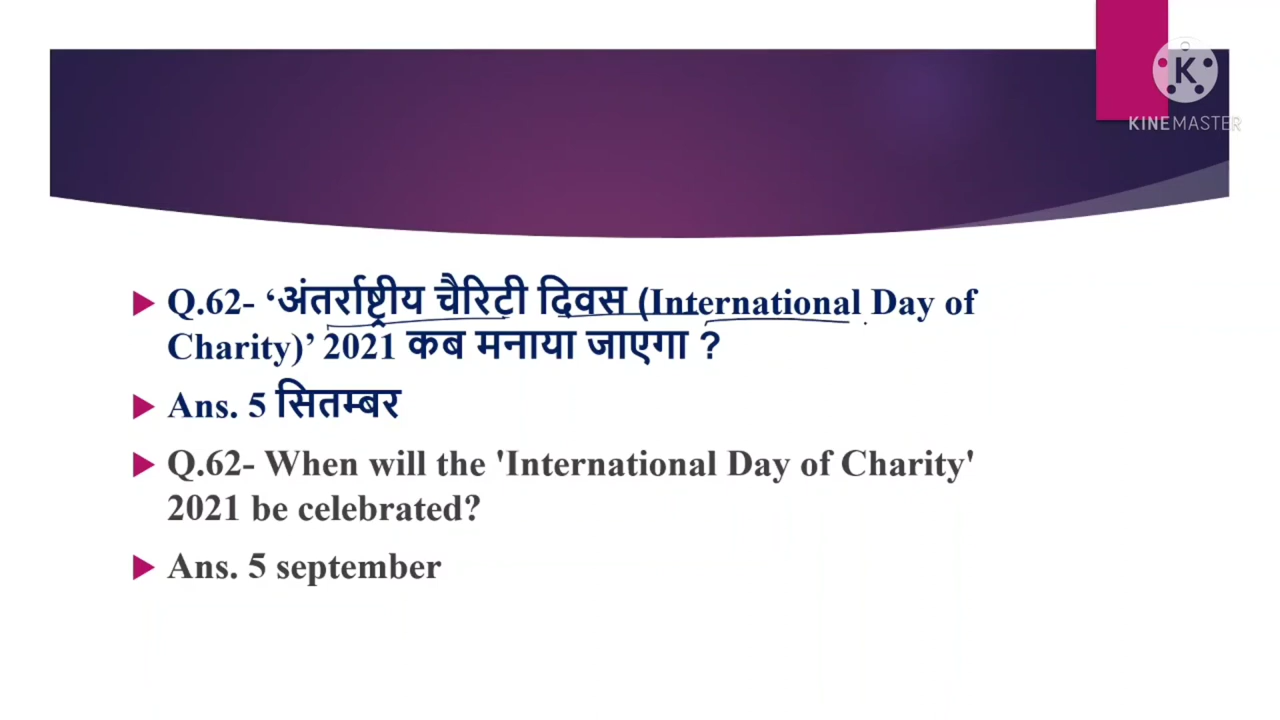 KINEMASTER
Q.62- ‘अंतर्राष्ट्रीय चैरिटी दिवस (International Day of
Charity)’ 2021 कब मनाया जाएगा ?
Ans. 5 सितम्बर
Q.62- When will the 'International Day of Charity'
2021 be celebrated?
Ans. 5 september